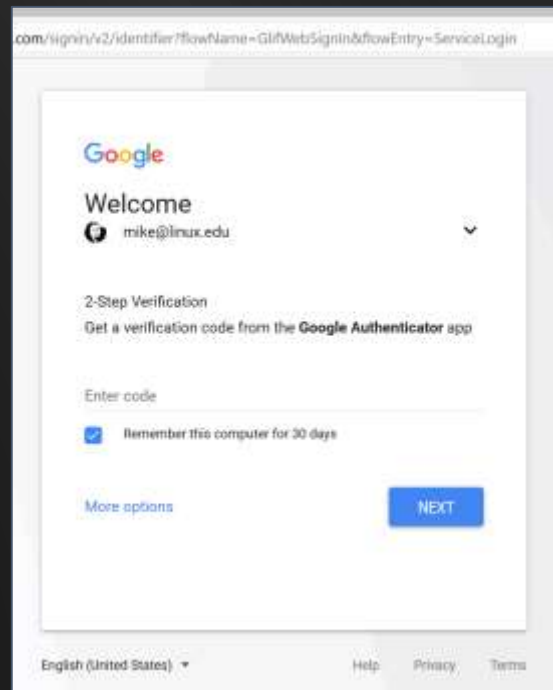 .com/signin/v2/identifier?flowName=GlifWebSignIn&flowEntry=ServiceLogin
Google
Welcome
mike@linux.edu
2-Step Verification
Get a verification code from the Google Authenticator app
Enter code
Remember this computer for 30 days
More options NEXT
English (United States) Help Privacy Terms